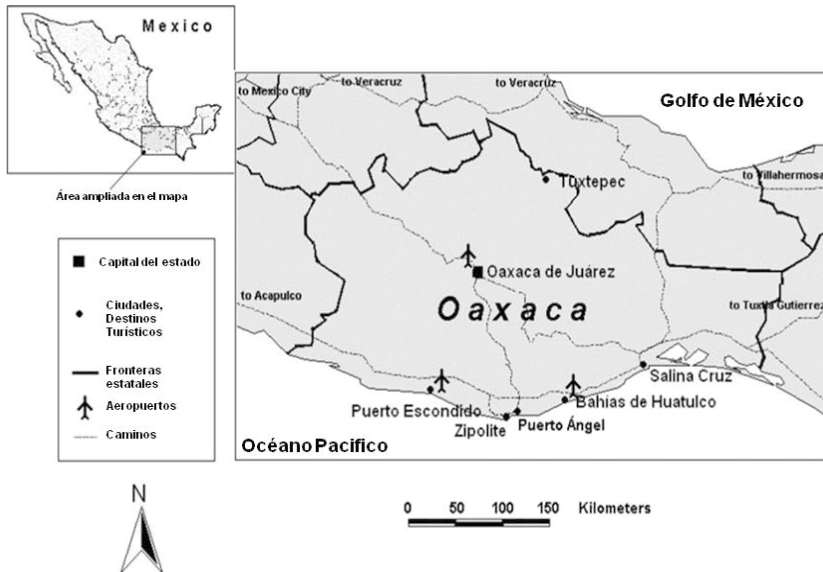 Mexico
Área ampliada en el mapa
Capital del estado
Ciudades,
Destinos
Turísticos
Fronteras
estatales
Aeropuertos
Caminos
N
to Mexico City
to Veracruz
to Veracruz
Golfo de México
Tuxtepec
to Villahermosa
Oaxaca de Juárez
to Acapulco
Oaxaca
to Tuxtla Gutierrez
Salina Cruz
Puerto Escondido
Bahías de Huatulco
Zipolite
Puerto Ángel
Océano Pacifico
0 50 100 150 Kilometers